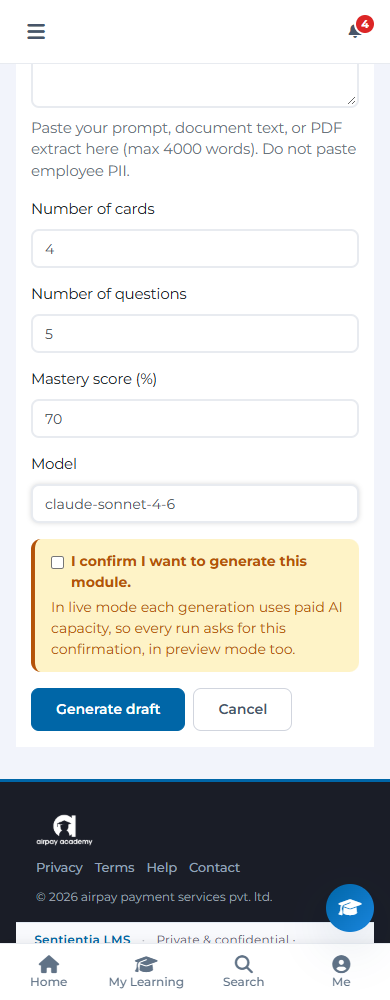 4
Paste your prompt, document text, or PDF
extract here (max 4000 words). Do not paste
employee PII.
Number of cards
4
Number of questions
5
Mastery score (%)
70
Model
claude-sonnet-4-6
I confirm I want to generate this
module.
In live mode each generation uses paid AI
capacity, so every run asks for this
confirmation, in preview mode too.
Generate draft
Cancel
airpay academy
Privacy Terms Help Contact
© 2026 airpay payment services pvt. ltd.
Sentientia LMS · Private & confidential ·
Home
My Learning
Search
Me